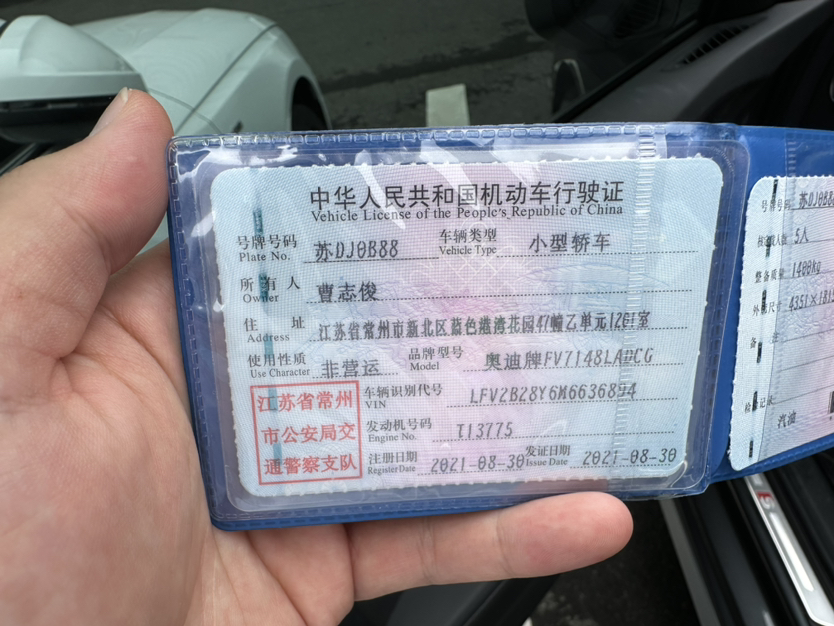 中华人民共和国机动车行驶证
Vehicle License of the People's Republic of China
号牌号码 苏DJ0B88 车辆类型 小型轿车
Plate No. Vehicle Type
所有人 曹志俊
Owner
住址 江苏省常州市新北区蓝色港湾花园47幢乙单元1201室
Address
使用性质 非营运 品牌型号 奥迪牌FV7148LADCG
Use Character Model
江苏省常州
市公安局交
通警察支队
车辆识别代号 LFV2B28Y6M6636894
VIN
发动机号码 T13775
Engine No.
注册日期 2021-08-30 发证日期 2021-08-30
Register Date Issue Date
5人
整备质量 1400kg
汽油